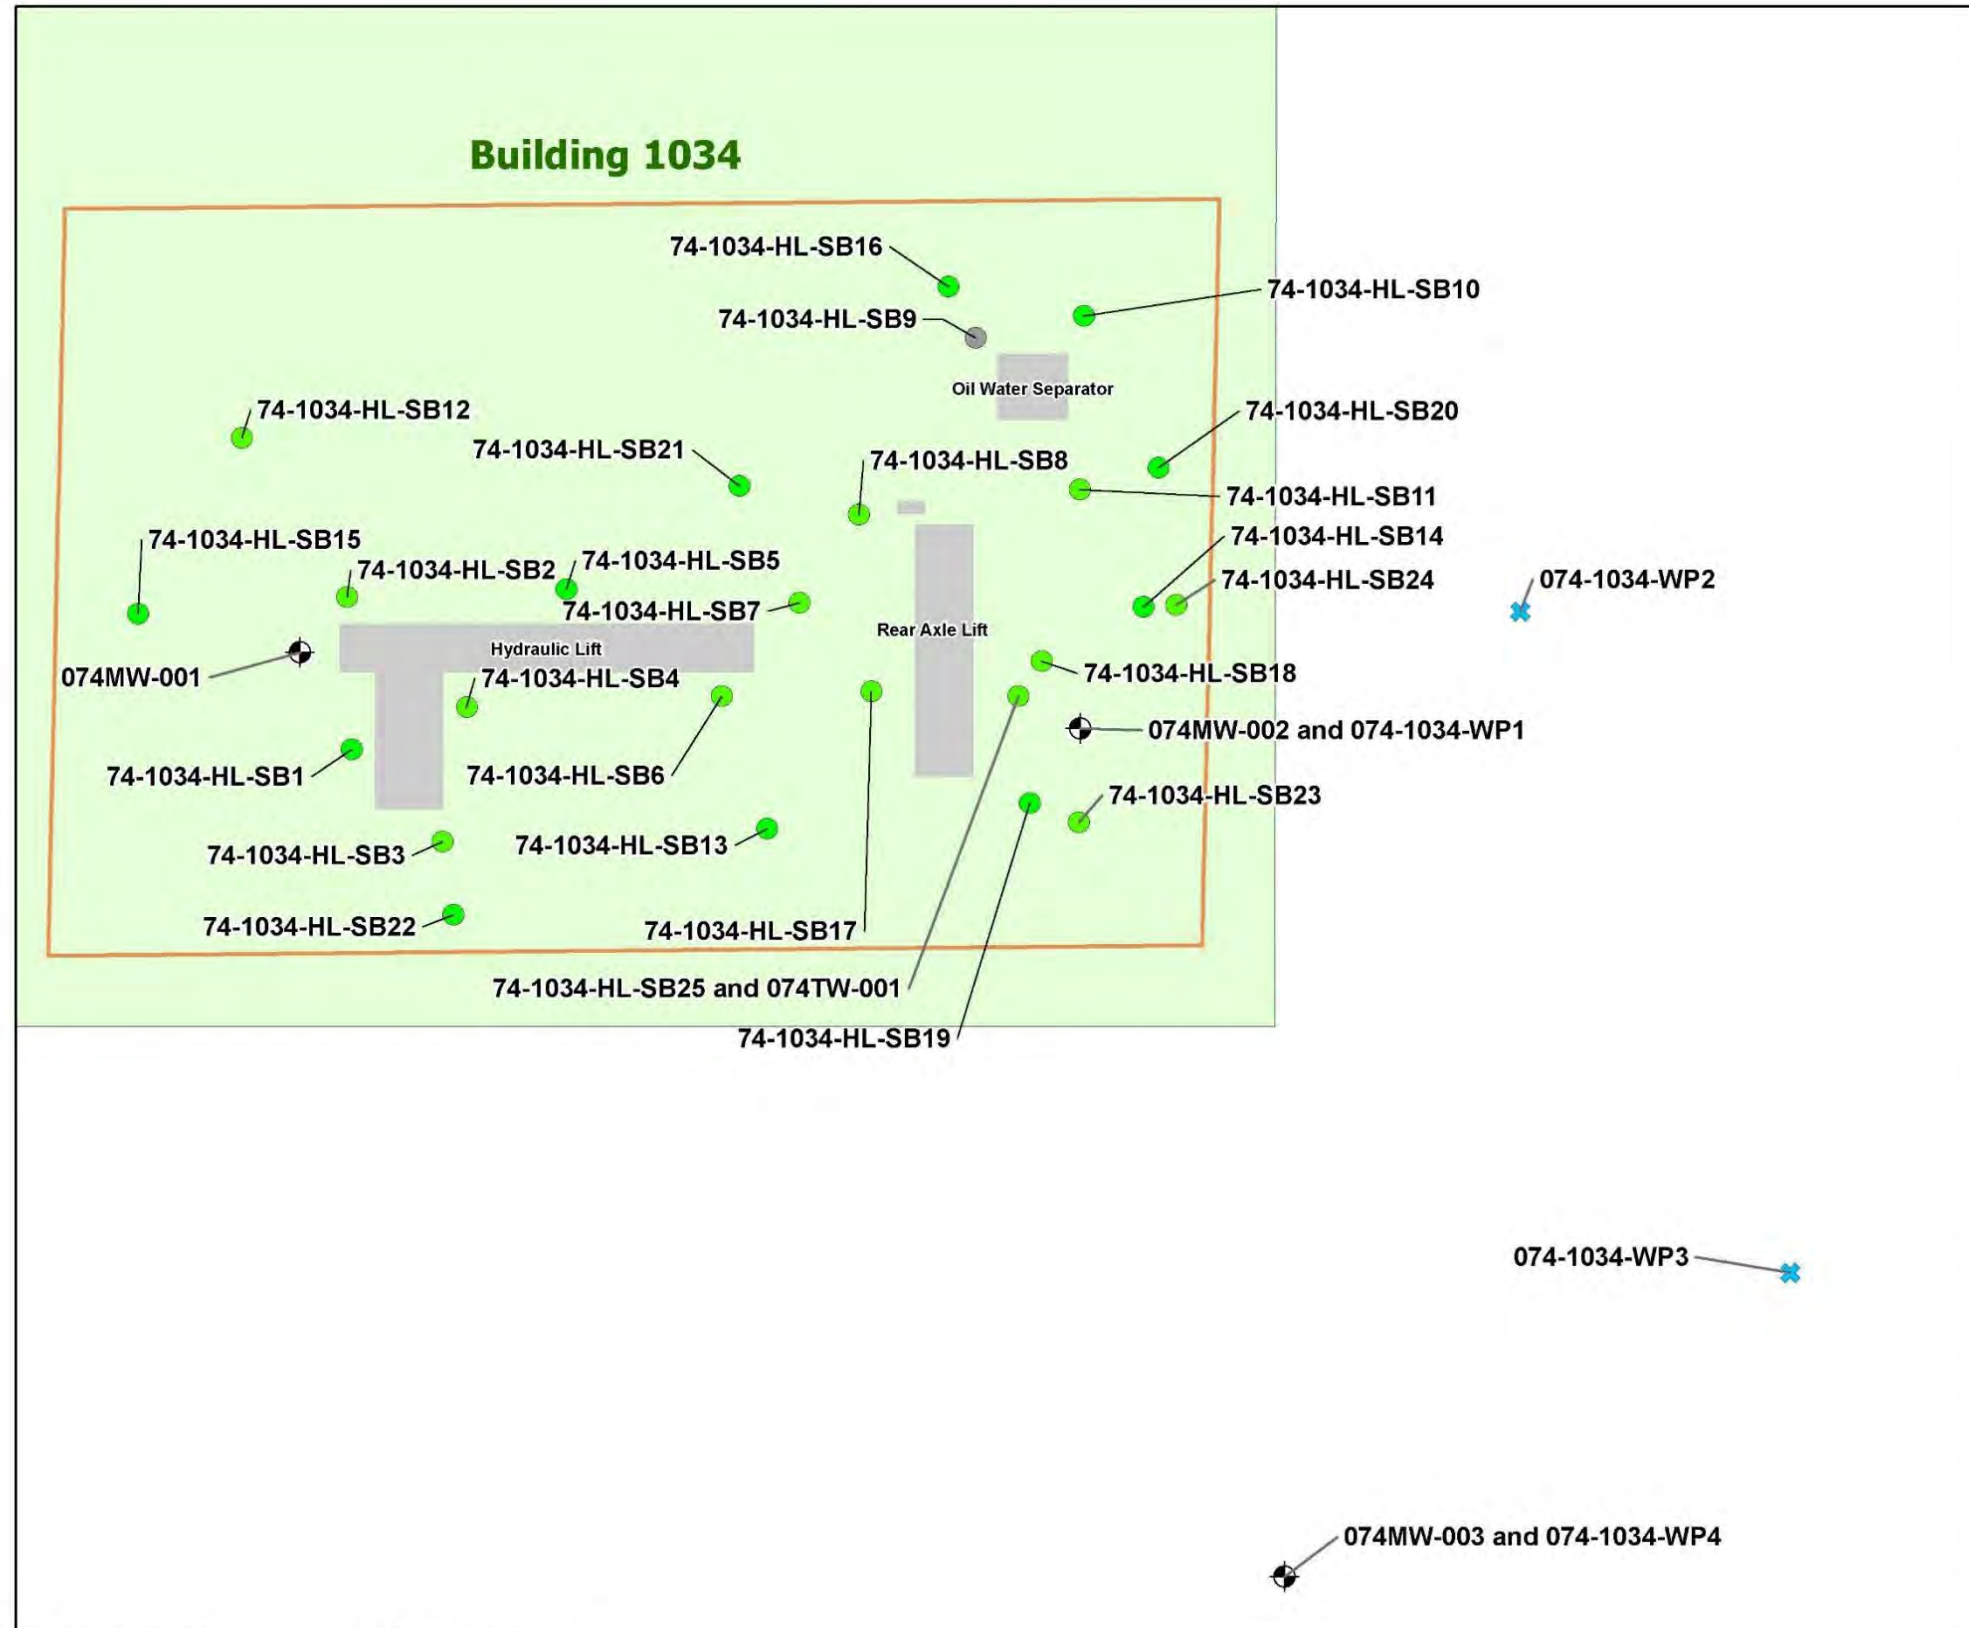 Building 1034
74-1034-HL-SB16
74-1034-HL-SB10
74-1034-HL-SB9
Oil Water Separator
74-1034-HL-SB12
74-1034-HL-SB20
74-1034-HL-SB21
74-1034-HL-SB8
74-1034-HL-SB11
74-1034-HL-SB15
74-1034-HL-SB14
74-1034-HL-SB2
74-1034-HL-SB5
74-1034-HL-SB24
074-1034-WP2
74-1034-HL-SB7
Rear Axle Lift
Hydraulic Lift
074MW-001
74-1034-HL-SB4
74-1034-HL-SB18
074MW-002 and 074-1034-WP1
74-1034-HL-SB1
74-1034-HL-SB6
74-1034-HL-SB23
74-1034-HL-SB3
74-1034-HL-SB13
74-1034-HL-SB22
74-1034-HL-SB17
74-1034-HL-SB25 and 074TW-001
74-1034-HL-SB19
074-1034-WP3
074MW-003 and 074-1034-WP4